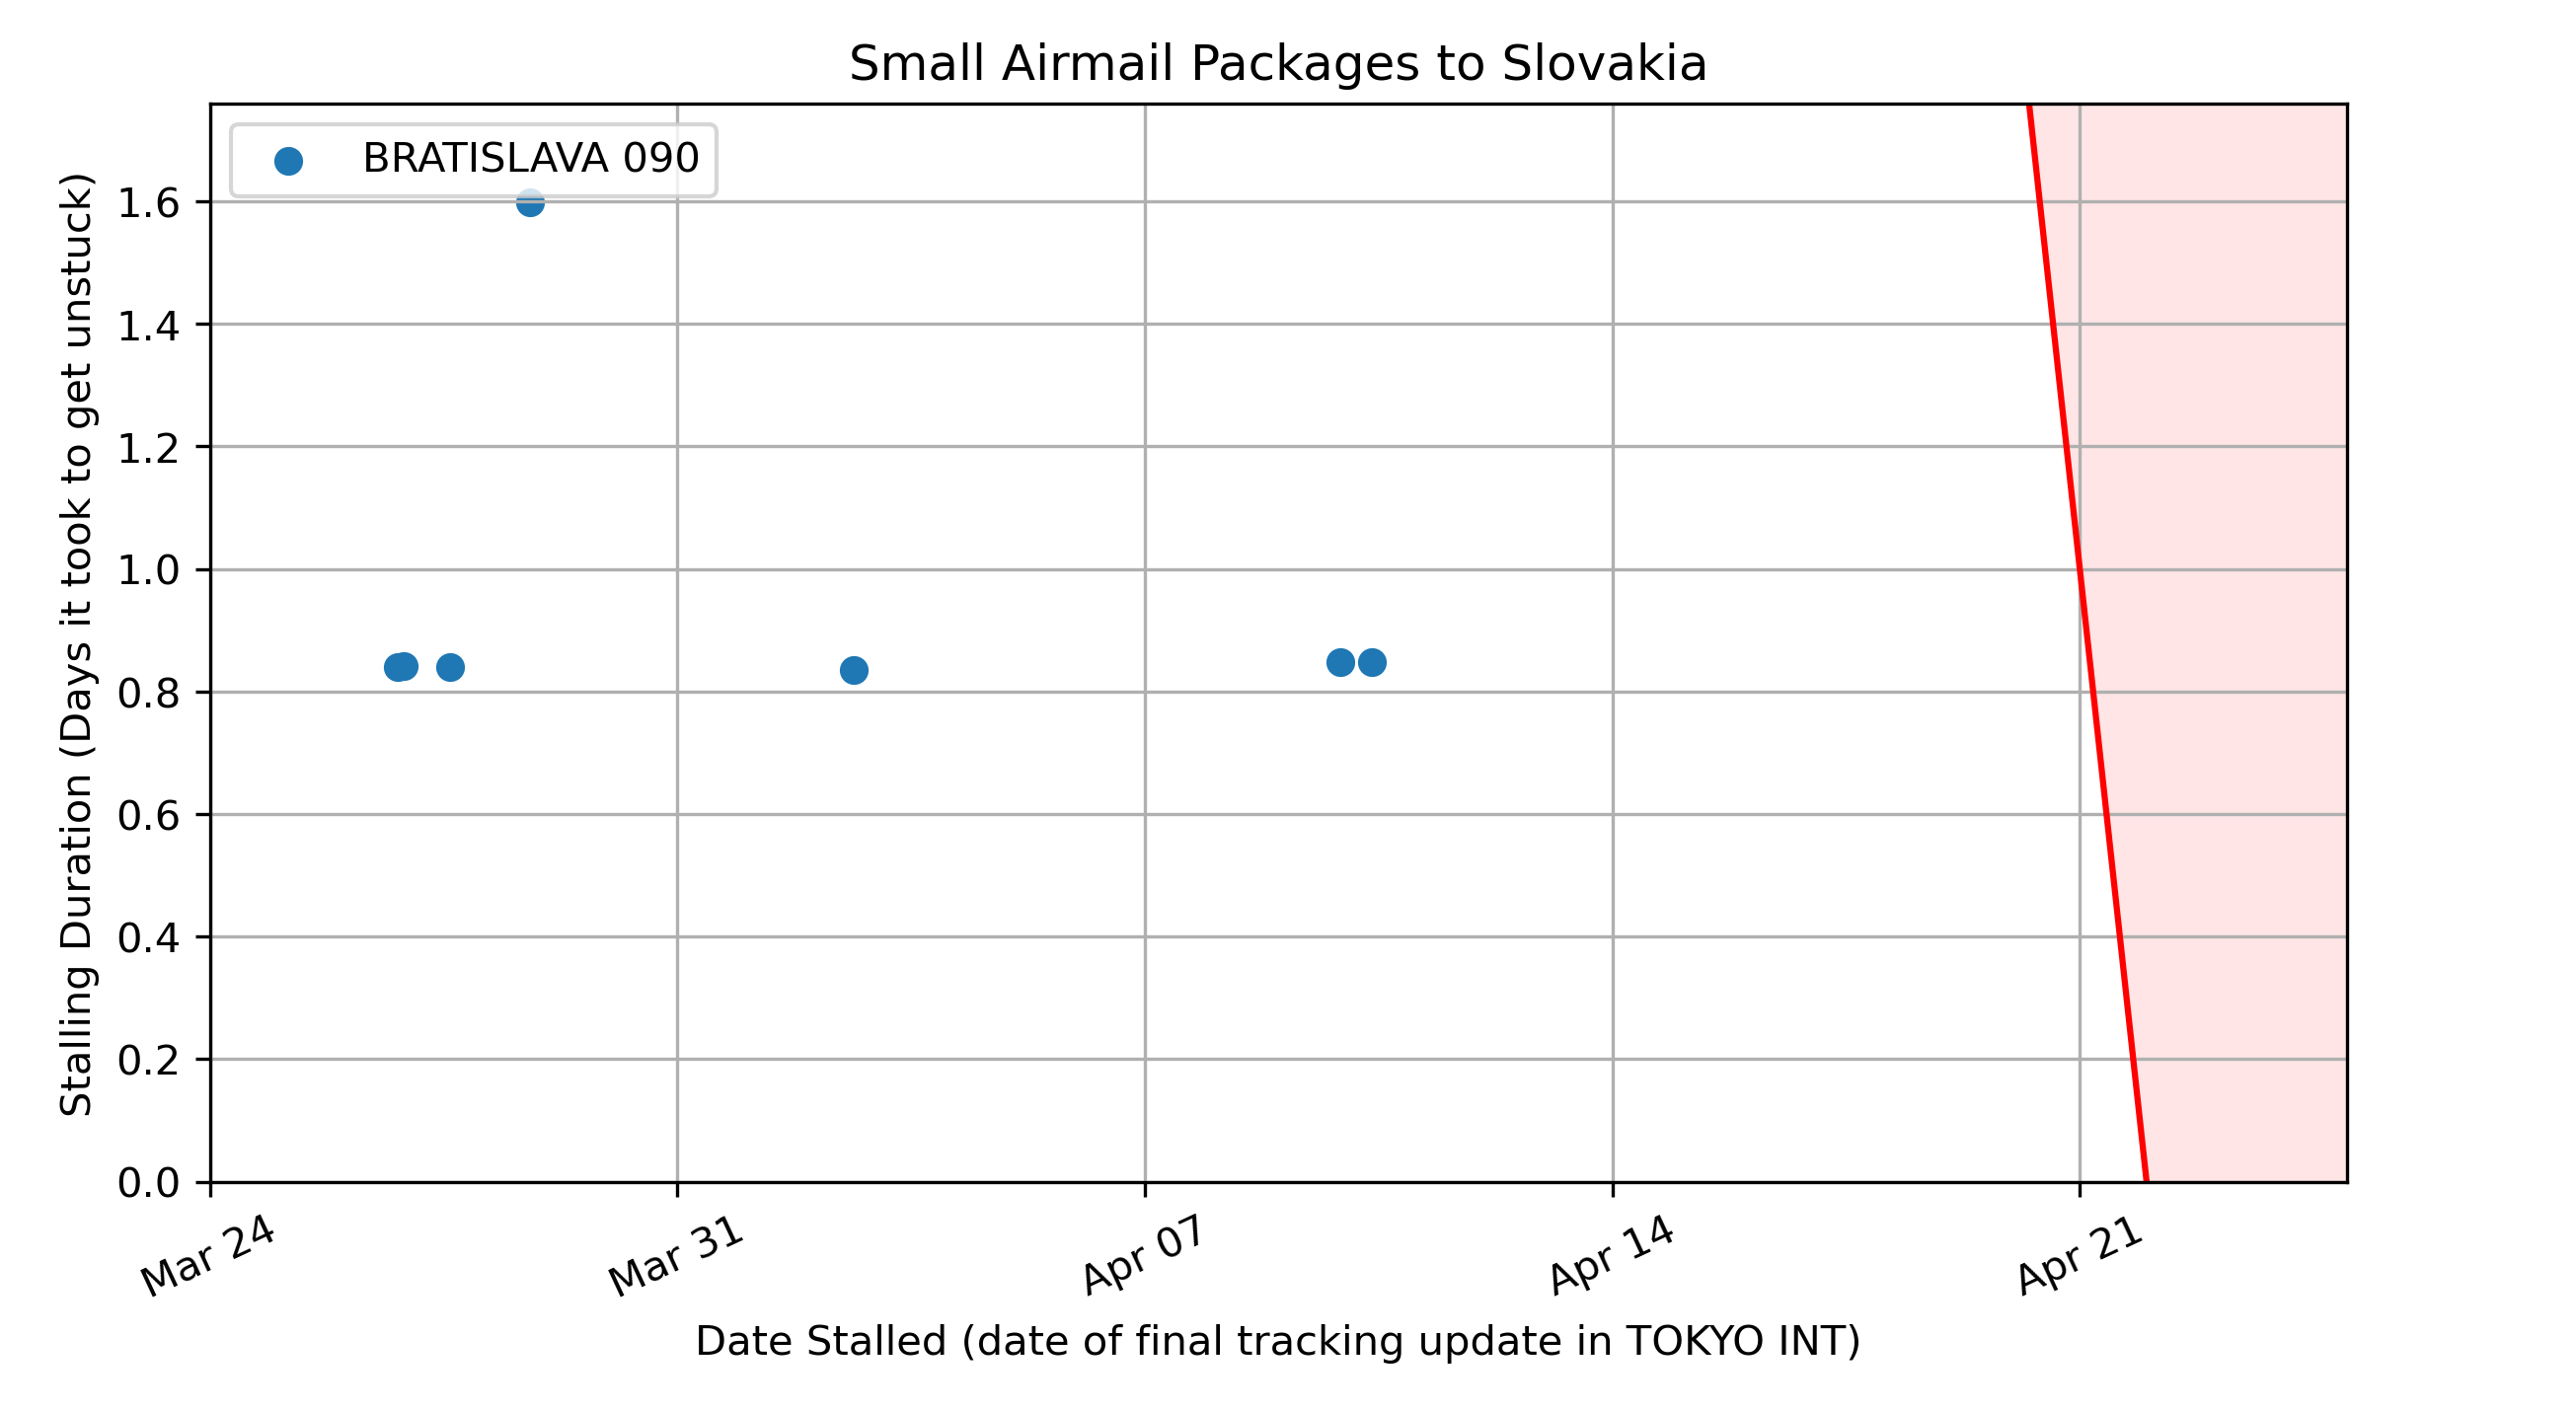 Small Airmail Packages to Slovakia
BRATISLAVA 090
Stalling Duration (Days it took to get unstuck)
1.6
1.4
1.2
1.0
0.8
0.6
0.4
0.2
0.0
Mar 24
Mar 31
Apr 07
Apr 14
Apr 21
Date Stalled (date of final tracking update in TOKYO INT)